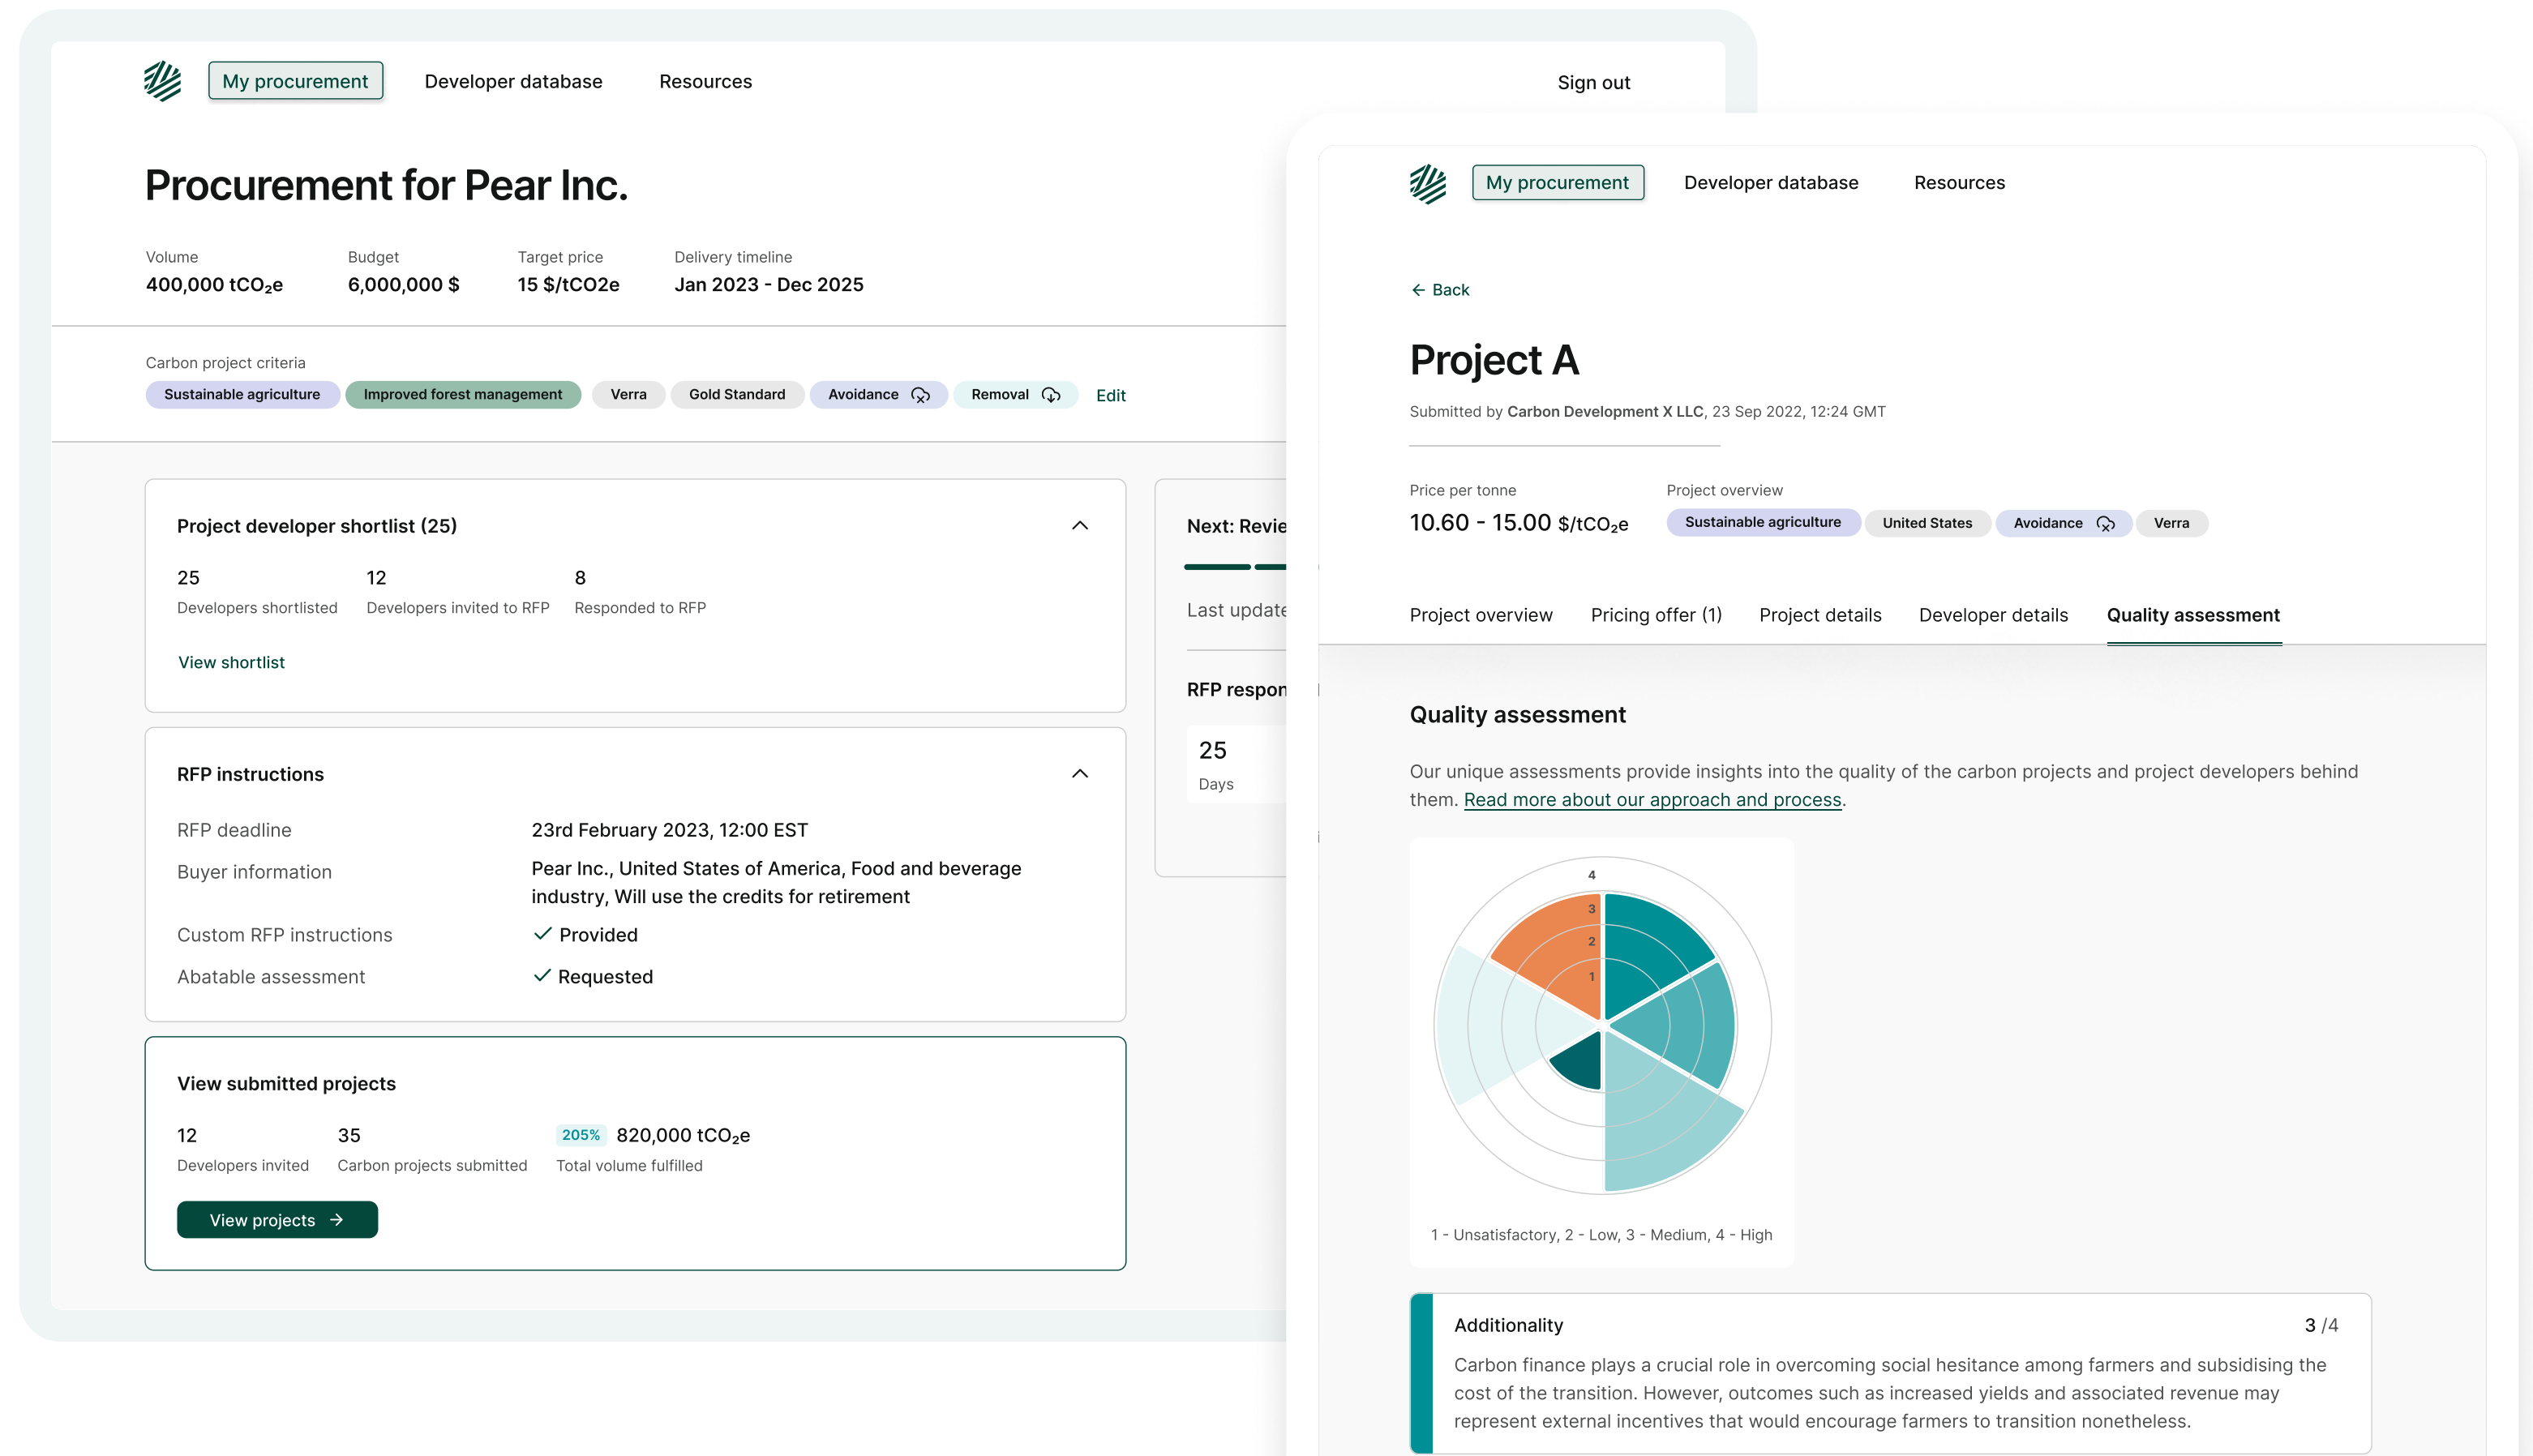 My procurement
Developer database
Resources
Sign out
Procurement for Pear Inc.
Volume
Budget
Target price
Delivery timeline
400,000 tCO₂e
6,000,000 $
15 $/tCO2e
Jan 2023 - Dec 2025
Carbon project criteria
Sustainable agriculture
Improved forest management
Verra
Gold Standard
Avoidance
Removal
Edit
Project developer shortlist (25)
25
12
8
Developers shortlisted
Developers invited to RFP
Responded to RFP
View shortlist
RFP instructions
RFP deadline
23rd February 2023, 12:00 EST
Buyer information
Pear Inc., United States of America, Food and beverage
industry, Will use the credits for retirement
Custom RFP instructions
Provided
Abatable assessment
Requested
View submitted projects
12
35
205%
820,000 tCO₂e
Developers invited
Carbon projects submitted
Total volume fulfilled
View projects
Next:
RFP
25
Days
My procurement
Developer database
Resources
Back
Project A
Submitted by Carbon Development X LLC, 23 Sep 2022, 12:24 GMT
Price per tonne
Project overview
10.60 - 15.00 $/tCO₂e
Sustainable agriculture
United States
Avoidance
Verra
Project overview
Pricing offer (1)
Project details
Developer details
Quality assessment
Quality assessment
Our unique assessments provide insights into the quality of the carbon projects and project developers behind
them. Read more about our approach and process.
4
3
2
1
1 - Unsatisfactory, 2 - Low, 3 - Medium, 4 - High
Additionality
3 /4
Carbon finance plays a crucial role in overcoming social hesitance among farmers and subsidising the
cost of the transition. However, outcomes such as increased yields and associated revenue may
represent external incentives that would encourage farmers to transition nonetheless.